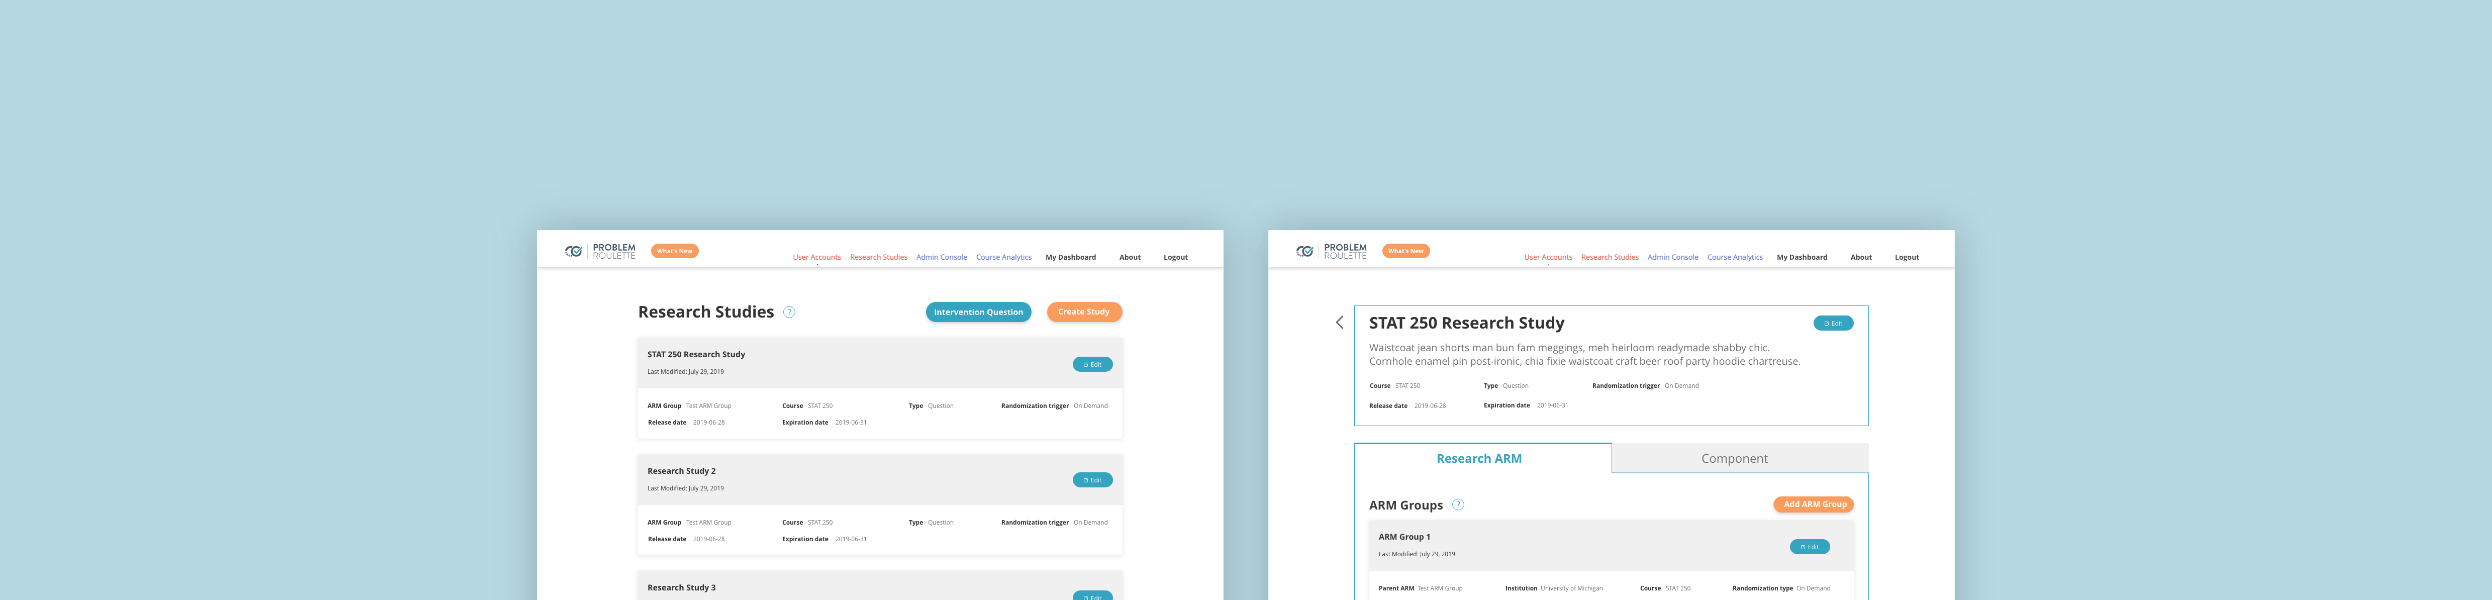 PROBLEM
ROULETTE
What's New
User Accounts Research Studies Admin Console Course Analytics My Dashboard About Logout
Research Studies ? Intervention Question Create Study
STAT 250 Research Study
Last Modified: July 29, 2019
Edit
ARM Group Test ARM Group Course STAT 250 Type Question Randomization trigger On Demand
Release date 2019-06-28 Expiration date 2019-06-31
Research Study 2
Last Modified: July 29, 2019
Edit
ARM Group Test ARM Group Course STAT 250 Type Question Randomization trigger On Demand
Release date 2019-06-28 Expiration date 2019-06-31
Research Study 3
Edit
PROBLEM
ROULETTE
What's New
User Accounts Research Studies Admin Console Course Analytics My Dashboard About Logout
STAT 250 Research Study
Edit
Waistcoat jean shorts man bun fam meggings, meh heirloom readymade shabby chic.
Cornhole enamel pin post-ironic, chia fixie waistcoat craft beer roof party hoodie chartreuse.
Course STAT 250 Type Question Randomization trigger On Demand
Release date 2019-06-28 Expiration date 2019-06-31
Research ARM Component
ARM Groups ? Add ARM Group
ARM Group 1
Last Modified: July 29, 2019
Edit
Parent ARM Test ARM Group Institution University of Michigan Course STAT 250 Randomization type On Demand